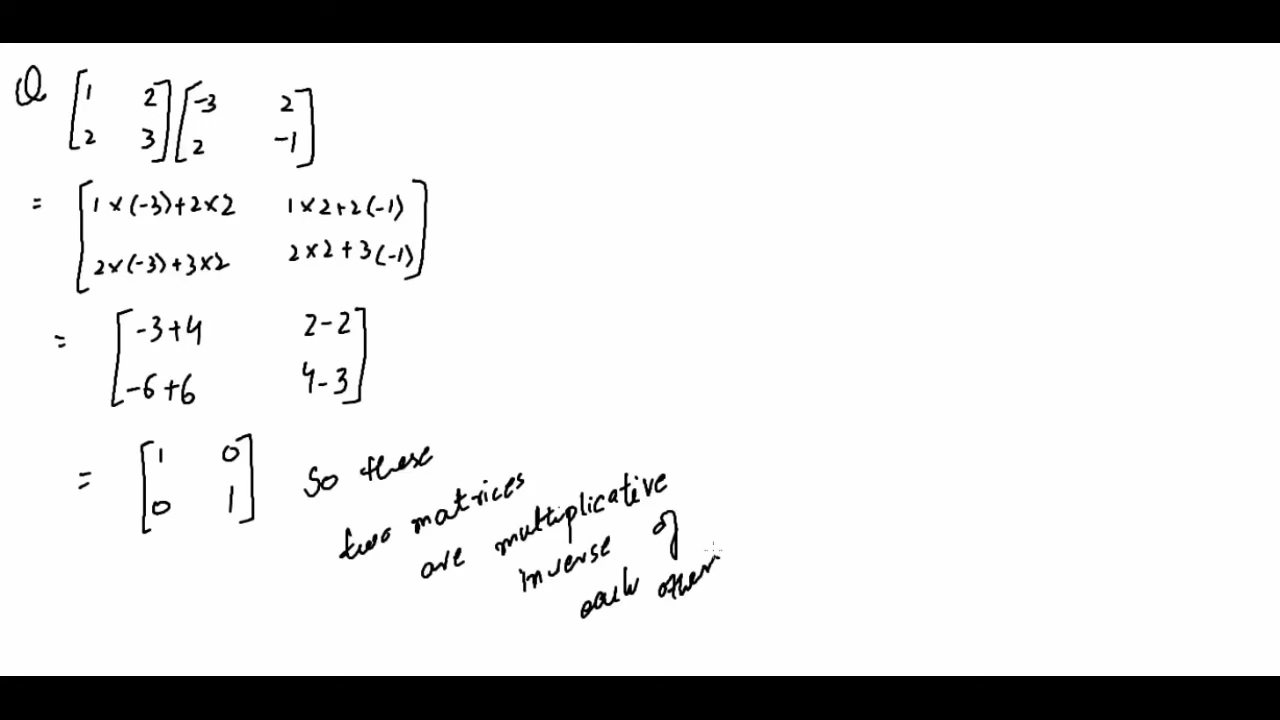 Q [1 2 2 3] [-3 2 2 -1]
= [1×(-3)+2×2 1×2+2(-1)
2×(-3)+3×2 2×2+3(-1)]
= [-3+4 2-2
-6+6 4-3]
= [1 0 0 1] So these
two matrices
are multiplicative
inverse of
each other